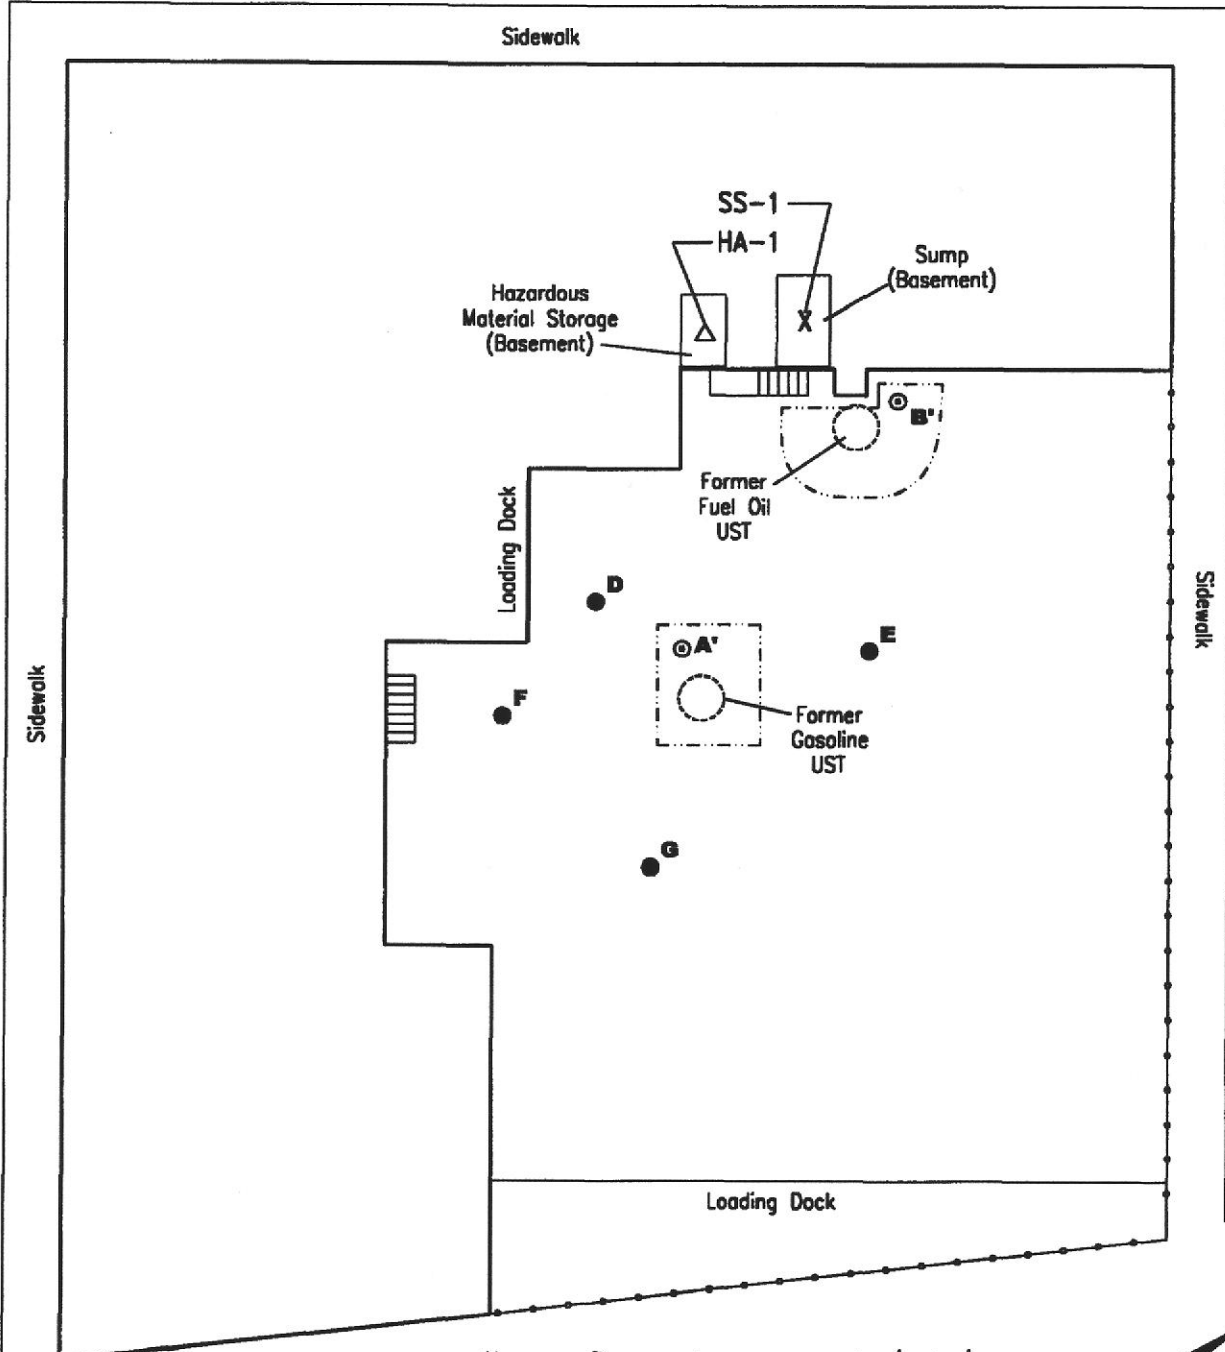 Sidewalk
SS-1
HA-1
Sump
(Basement)
Hazardous
Material Storage
(Basement)
B'
Former
Fuel Oil
UST
Loading Dock
D
A'
E
F
Former
Gasoline
UST
Sidewalk
Sidewalk
G
Loading Dock